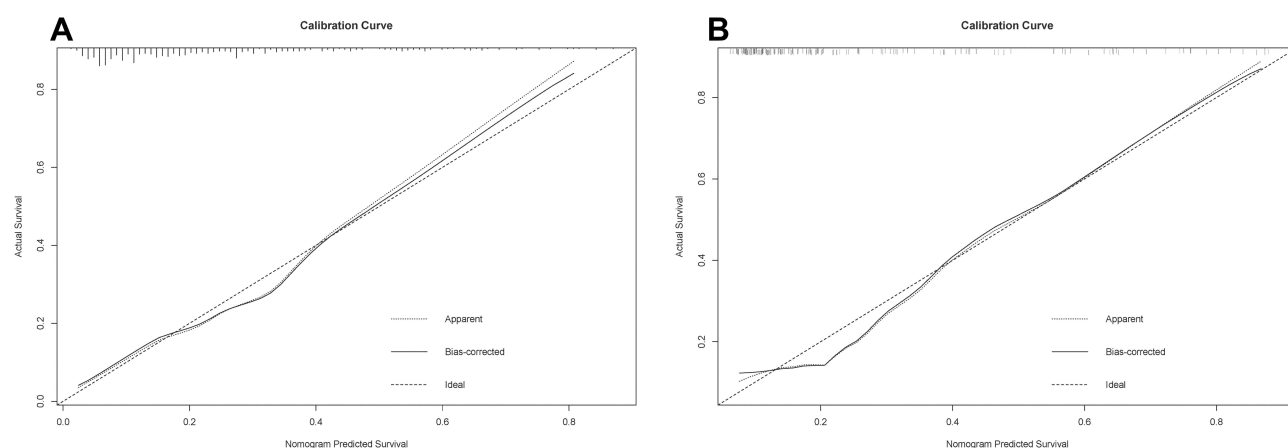 A
Calibration Curve
Actual Survival
0.8
0.6
0.4
0.2
0.0
Apparent
Bias-corrected
Ideal
0.0 0.2 0.4 0.6 0.8
Nomogram Predicted Survival
B
Calibration Curve
Actual Survival
0.8
0.6
0.4
0.2
Apparent
Bias-corrected
Ideal
0.2 0.4 0.6 0.8
Nomogram Predicted Survival